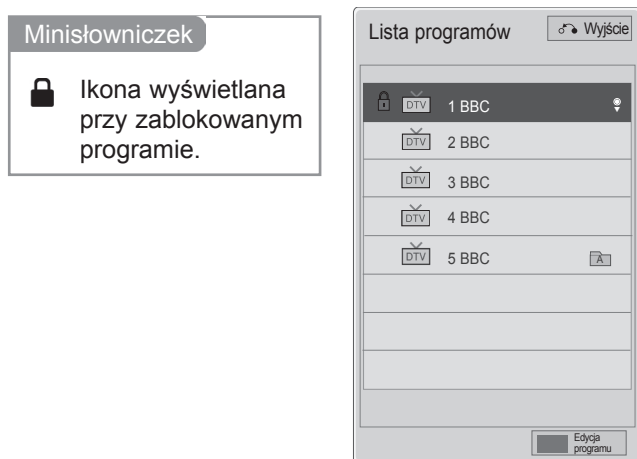 Minisłowniczek
Ikona wyświetlana
przy zablokowanym
programie.
Lista programów
Wyjście
DTV 1 BBC
DTV 2 BBC
DTV 3 BBC
DTV 4 BBC
DTV 5 BBC A
Edycja
programu